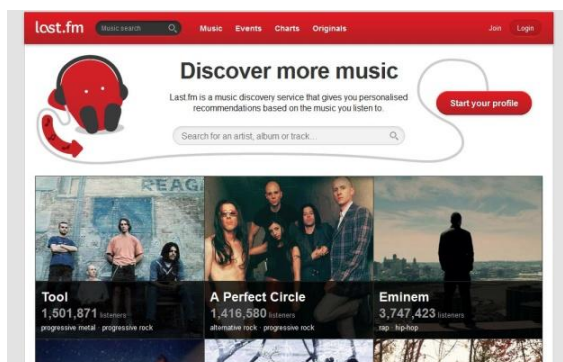 last.fm Music search Music Events Charts Originals Join Login
Discover more music
Last.fm is a music discovery service that gives you personalised
recommendations based on the music you listen to.
Start your profile
Search for an artist, album or track...
REAG
Tool
1,501,871 listeners
progressive metal · progressive rock
A Perfect Circle
1,416,580 listeners
alternative rock · progressive rock
Eminem
3,747,423 listeners
rap · hip-hop